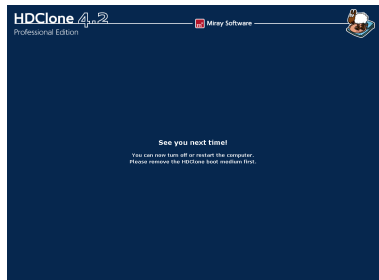 HDClone 4.2
Professional Edition
Miray Software
See you next time!
You can now turn off or restart the computer.
Please remove the HDClone boot medium first.